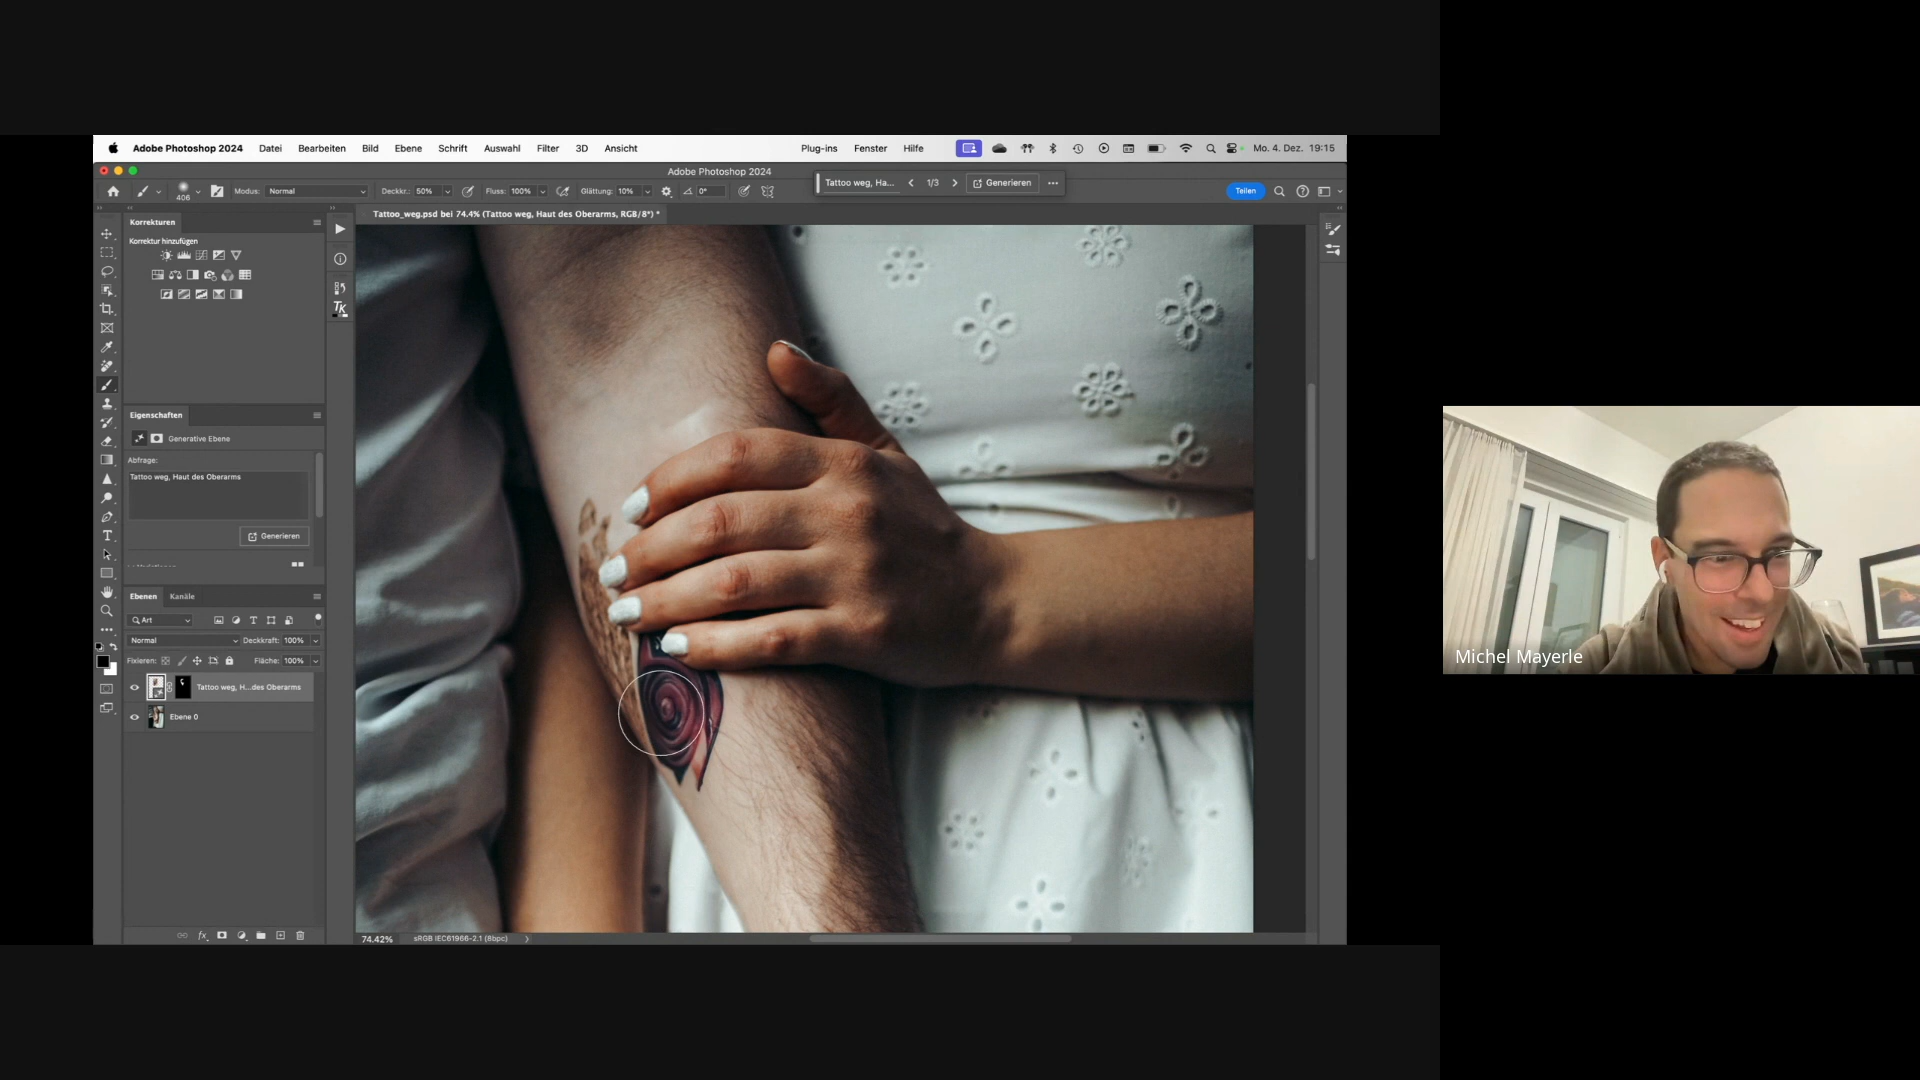 Adobe Photoshop 2024 Datei Bearbeiten Bild Ebene Schrift Auswahl Filter 3D Ansicht Plug-ins Fenster Hilfe Mo. 4. Dez. 19:15
Adobe Photoshop 2024
406 Modus: Normal Deckkr.: 50% Fluss: 100% Glättung: 10% 0° Tattoo weg, Ha... 1/3 Generieren Teilen
Tattoo_weg.psd bei 74.4% (Tattoo weg, Haut des Oberarms, RGB/8*) *
Korrekturen
Korrektur hinzufügen
TK
Eigenschaften
Generative Ebene
Abfrage:
Tattoo weg, Haut des Oberarms
Generieren
Ebenen Kanäle
Art
Normal Deckkraft: 100%
Fixieren: Fläche: 100%
Tattoo weg, H...des Oberarms
Ebene 0
fx
74.42% sRGB IEC61966-2.1 (8bpc)
Michel Mayerle